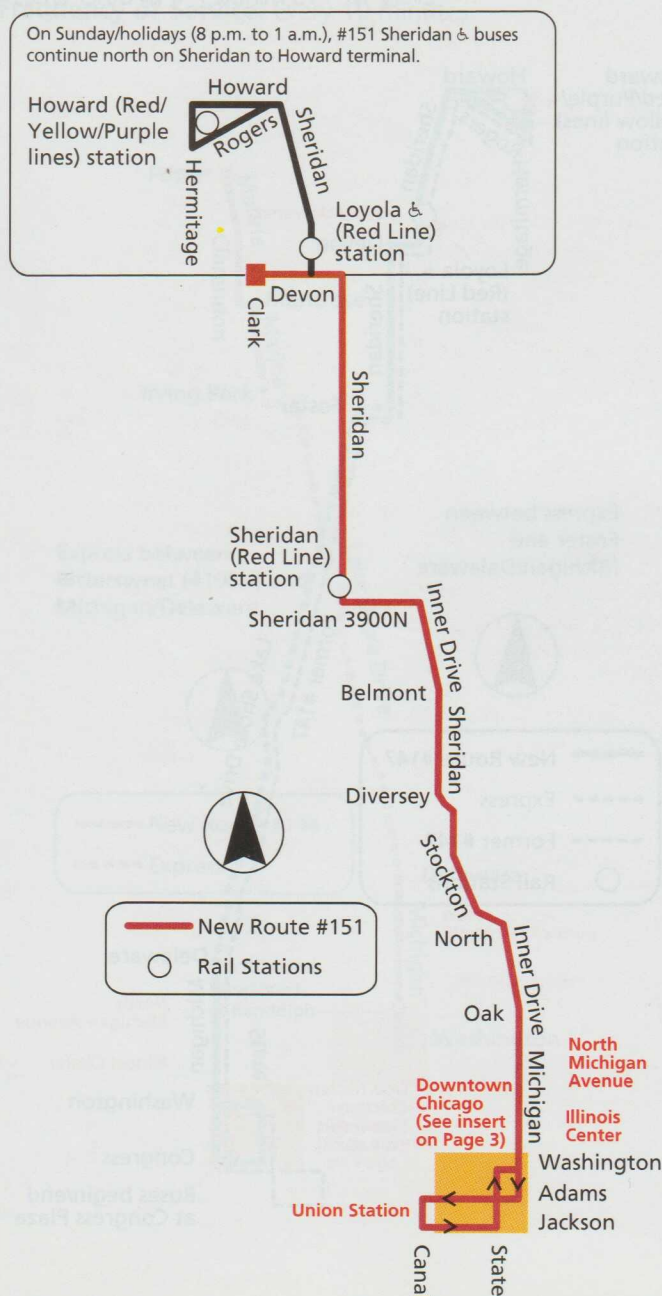 On Sunday/holidays (8 p.m. to 1 a.m.), #151 Sheridan ♿ buses
continue north on Sheridan to Howard terminal.
Howard
Howard (Red/
Yellow/Purple
lines) station
Rogers
Sheridan
Hermitage
Loyola ♿
(Red Line)
station
Devon
Clark
Sheridan
Sheridan
(Red Line)
station
Sheridan 3900N
Inner Drive
Belmont
Sheridan
Diversey
Stockton
New Route #151
Rail Stations
North
Inner Drive
Oak
Michigan
North
Michigan
Avenue
Downtown
Chicago
(See insert
on Page 3)
Illinois
Center
Washington
Adams
Union Station
Jackson
Cana
State